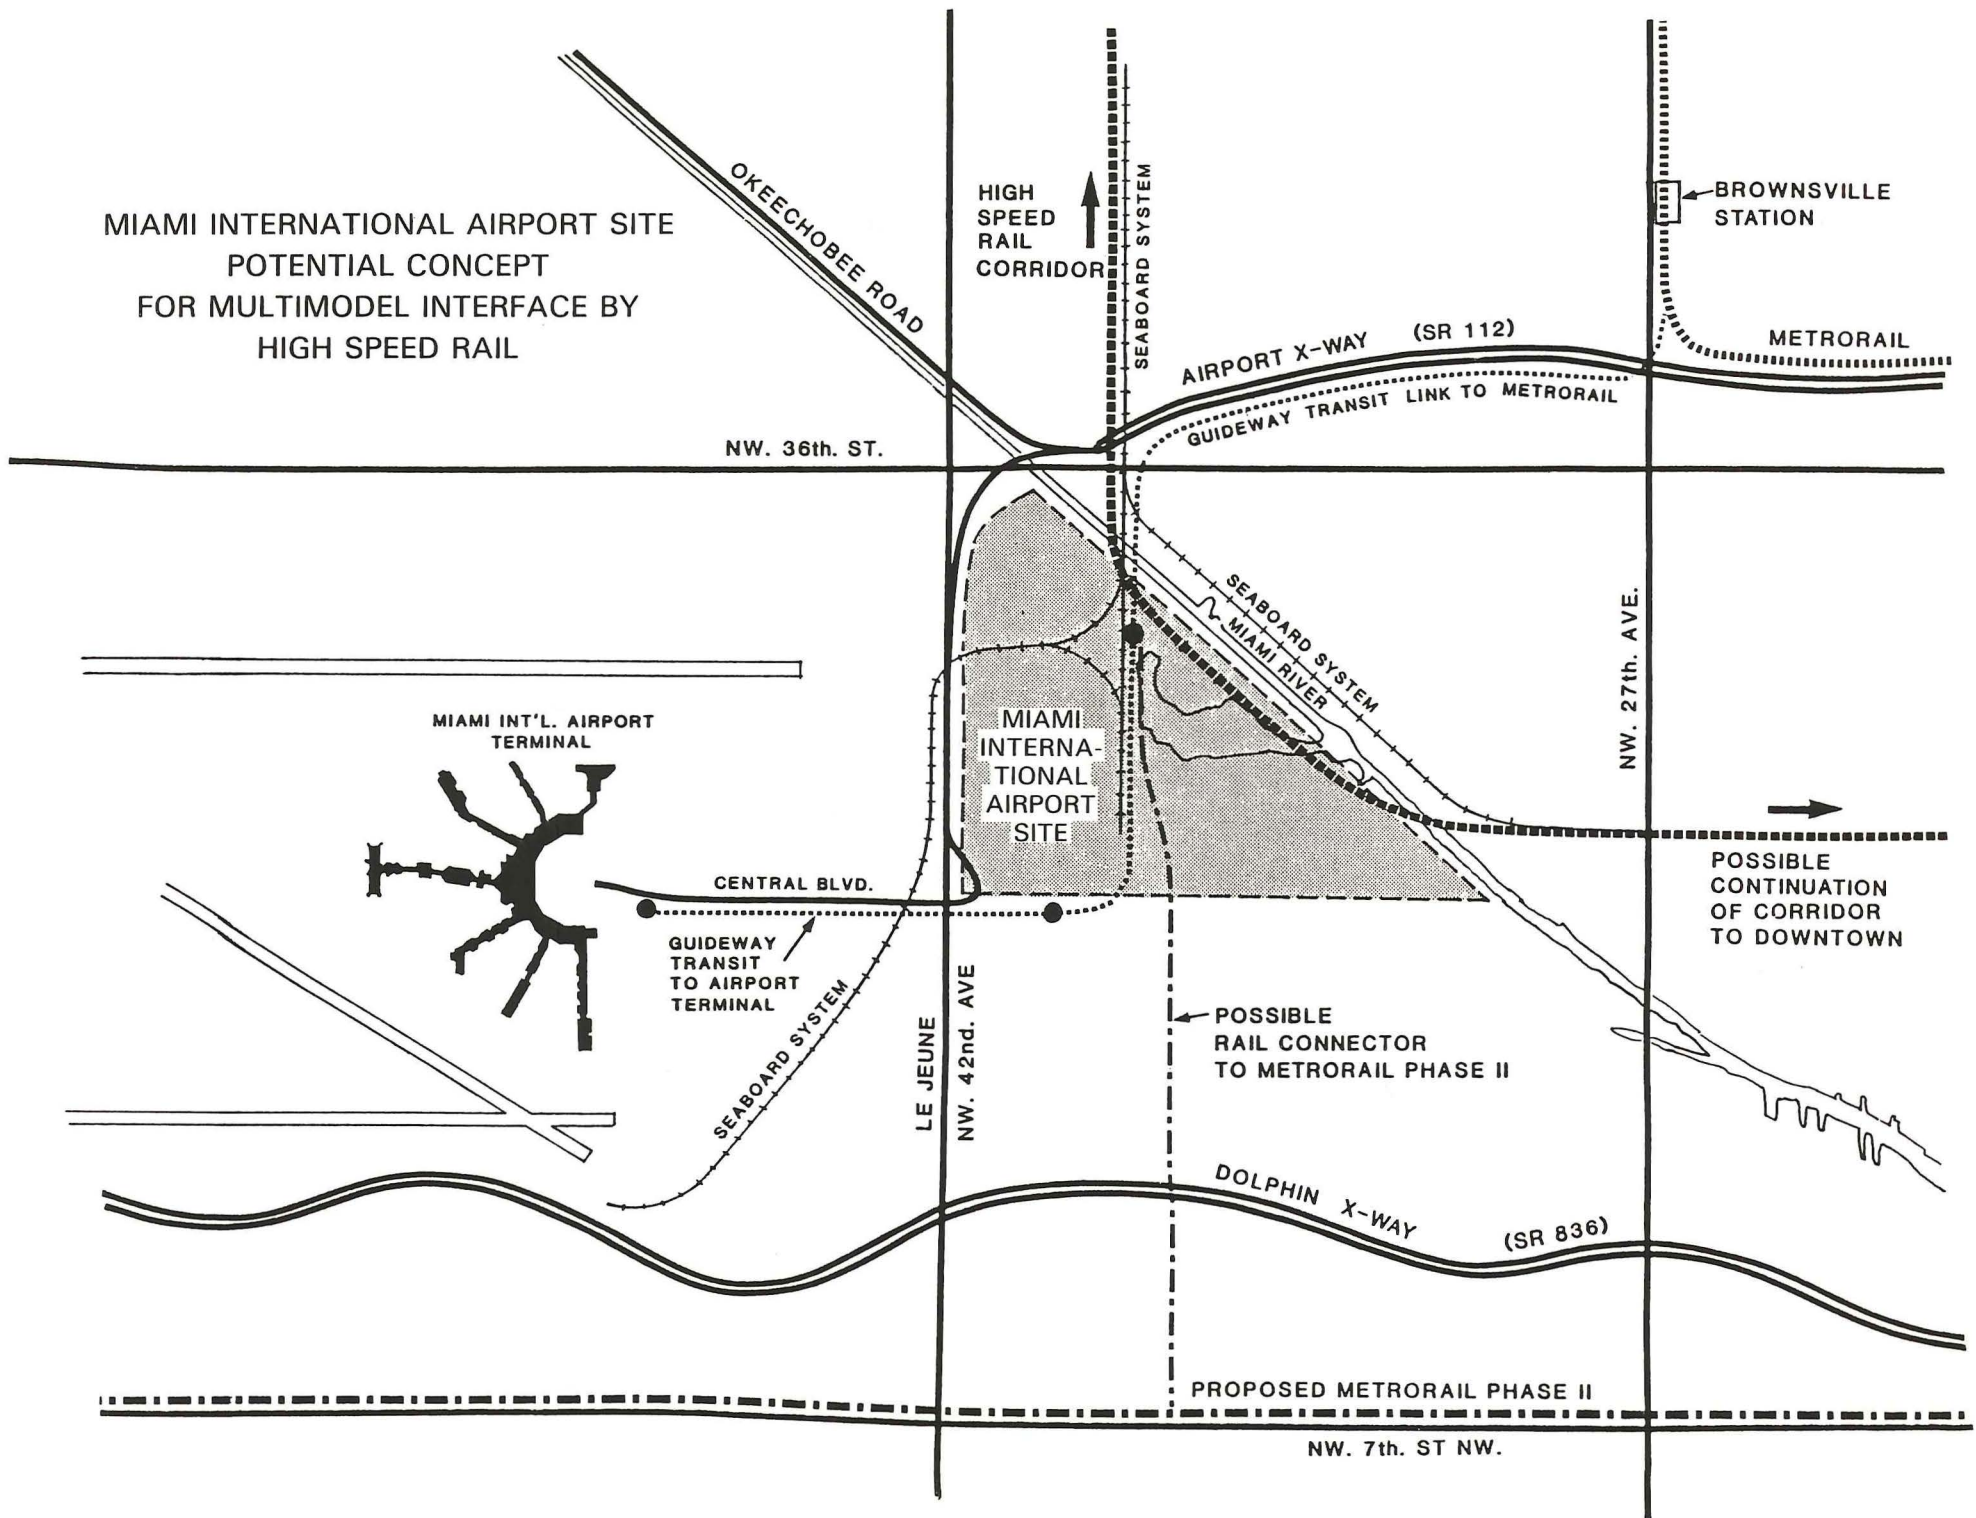 MIAMI INTERNATIONAL AIRPORT SITE
POTENTIAL CONCEPT
FOR MULTIMODEL INTERFACE BY
HIGH SPEED RAIL
OKEECHOBEE ROAD
HIGH
SPEED
RAIL
CORRIDOR
SEABOARD SYSTEM
BROWNSVILLE
STATION
AIRPORT X-WAY (SR 112)
METRORAIL
GUIDEWAY TRANSIT LINK TO METRORAIL
NW. 36th. ST.
SEABOARD SYSTEM
MIAMI RIVER
NW. 27th. AVE.
MIAMI INT'L. AIRPORT
TERMINAL
MIAMI
INTERNA-
TIONAL
AIRPORT
SITE
CENTRAL BLVD.
GUIDEWAY
TRANSIT
TO AIRPORT
TERMINAL
POSSIBLE
CONTINUATION
OF CORRIDOR
TO DOWNTOWN
SEABOARD SYSTEM
LE JEUNE
NW. 42nd. AVE
POSSIBLE
RAIL CONNECTOR
TO METRORAIL PHASE II
DOLPHIN X-WAY (SR 836)
PROPOSED METRORAIL PHASE II
NW. 7th. ST NW.